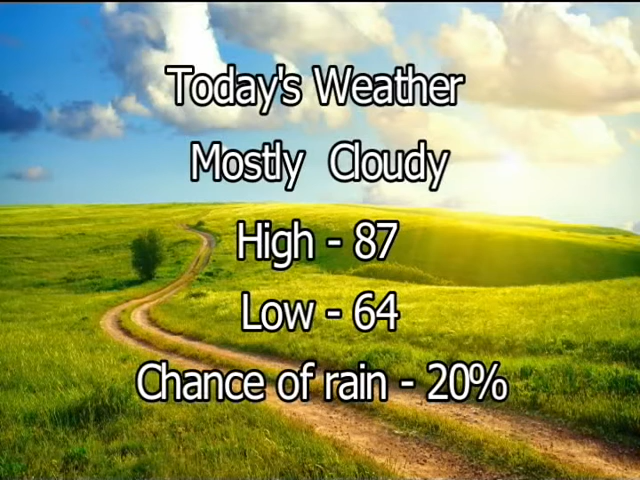 Today's Weather
Mostly Cloudy
High - 87
Low - 64
Chance of rain - 20%